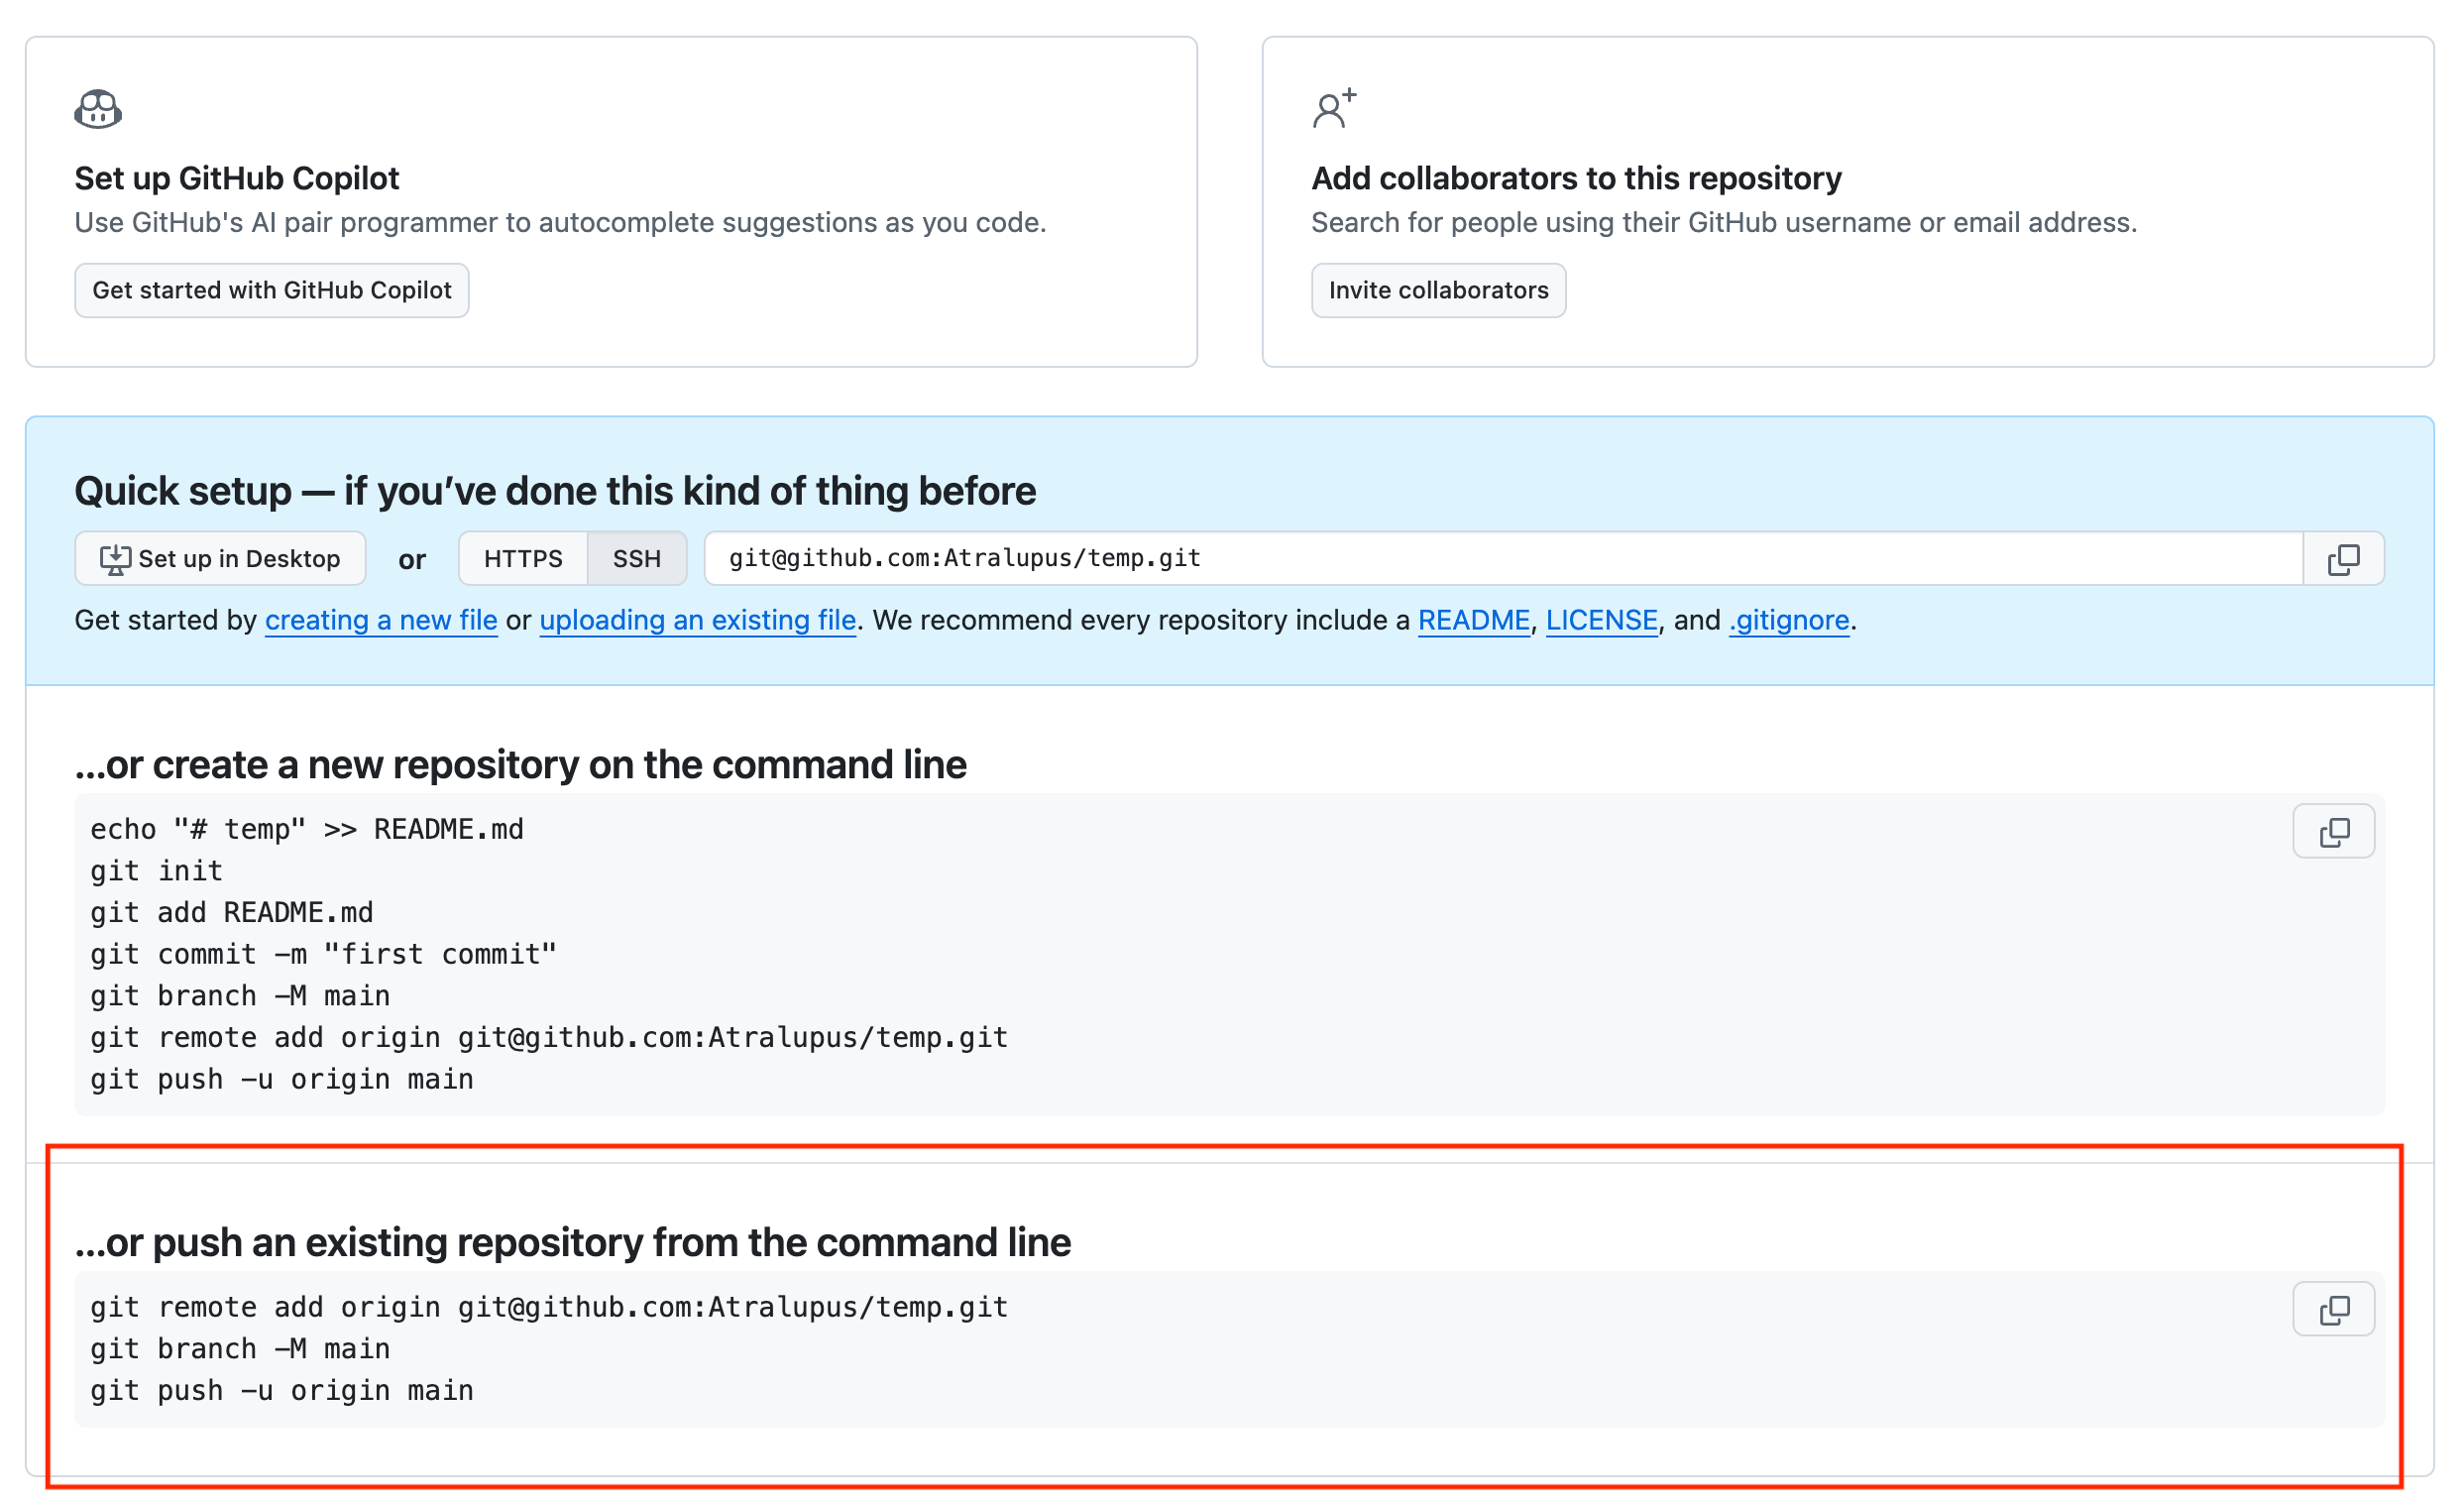 Set up GitHub Copilot
Use GitHub's AI pair programmer to autocomplete suggestions as you code.
Get started with GitHub Copilot
Add collaborators to this repository
Search for people using their GitHub username or email address.
Invite collaborators
Quick setup — if you’ve done this kind of thing before
Set up in Desktop or HTTPS SSH git@github.com:Atralupus/temp.git
Get started by creating a new file or uploading an existing file. We recommend every repository include a README, LICENSE, and .gitignore.
…or create a new repository on the command line
echo "# temp" >> README.md
git init
git add README.md
git commit -m "first commit"
git branch -M main
git remote add origin git@github.com:Atralupus/temp.git
git push -u origin main
…or push an existing repository from the command line
git remote add origin git@github.com:Atralupus/temp.git
git branch -M main
git push -u origin main